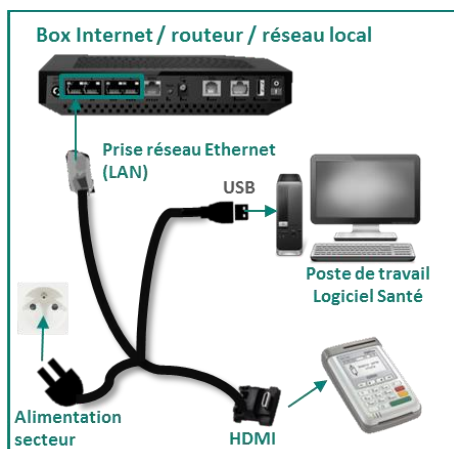 Box Internet / routeur / réseau local
Prise réseau Ethernet
(LAN)
USB
Poste de travail
Logiciel Santé
Alimentation
secteur
HDMI